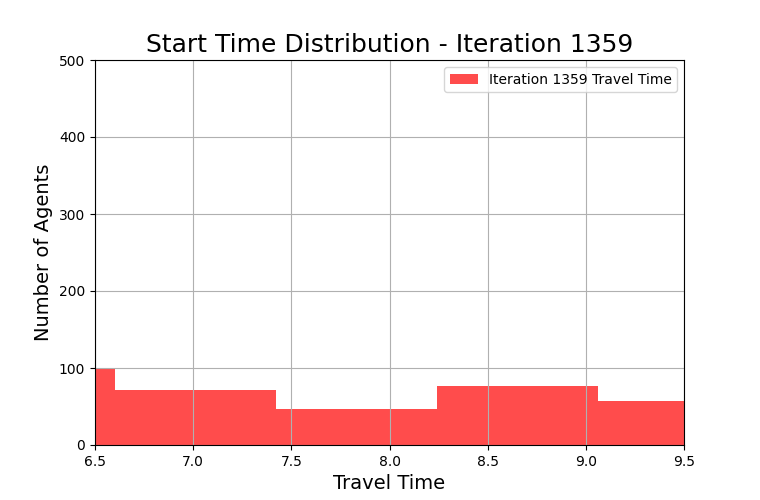 Start Time Distribution - Iteration 1359
500
Iteration 1359 Travel Time
400
300
200
100
0
Number of Agents
6.5 7.0 7.5 8.0 8.5 9.0 9.5
Travel Time